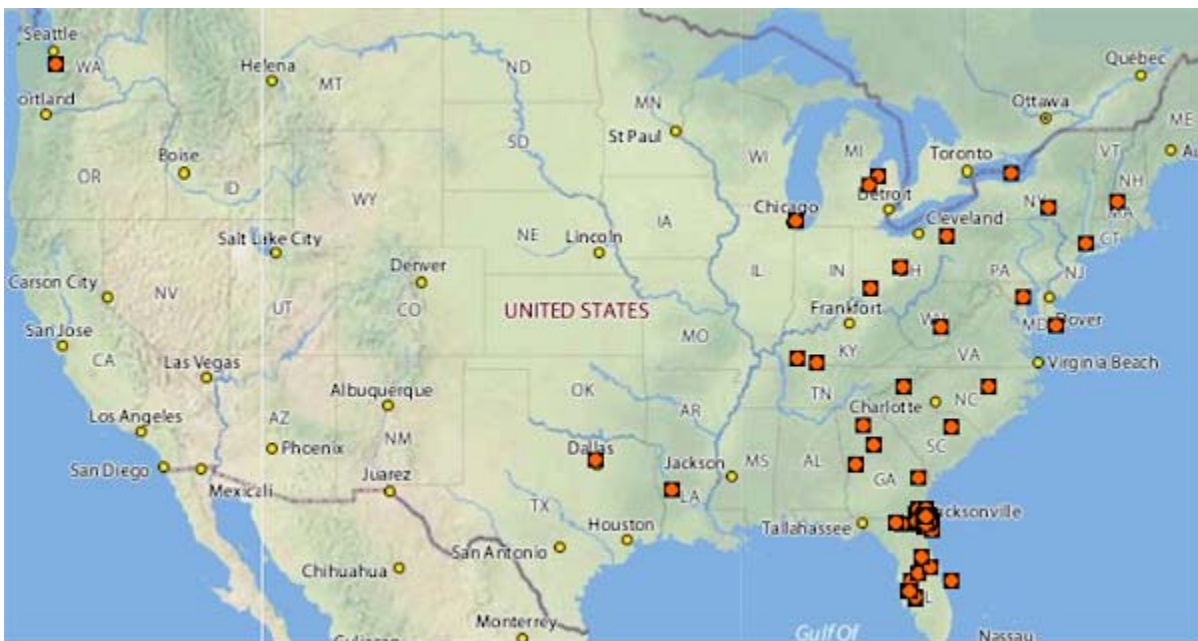 Seattle
WA
Helena
MT
ND
Québec
Ottawa
ME
ortland
MN
St Paul
SD
WI
MI
Toronto
VT
NH
Au
OR
Boise
ID
WY
Chicago
Detroit
NY
MA
CT
Cleveland
Salt Lake City
NE
Lincoln
IA
IL
IN
H
PA
NJ
Carson City
NV
UT
Denver
CO
UNITED STATES
Frankfort
MD
Dover
San Jose
CA
MO
KY
W
VA
Virginia Beach
Las Vegas
Albuquerque
OK
TN
NC
Los Angeles
AZ
NM
AR
Charlotte
SC
Phoenix
Dallas
Jackson
MS
AL
GA
San Diego
Mexicali
Juarez
TX
LA
Houston
Tallahassee
Jacksonville
San Antonio
Chihuahua
L
Monterrey
Gulf Of
Nassau